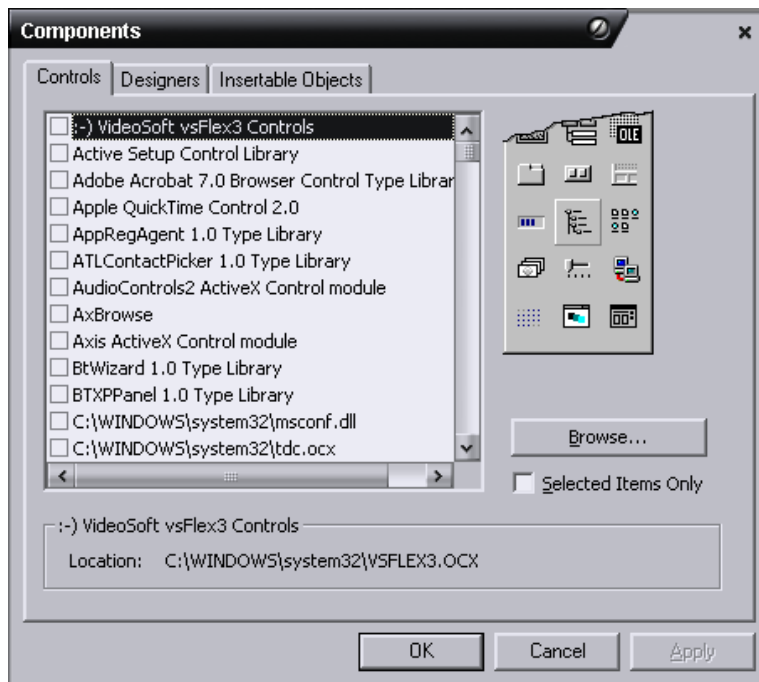 Components
Controls
Designers
Insertable Objects
:-) VideoSoft vsFlex3 Controls
Active Setup Control Library
Adobe Acrobat 7.0 Browser Control Type Librar
Apple QuickTime Control 2.0
AppRegAgent 1.0 Type Library
ATLContactPicker 1.0 Type Library
AudioControls2 ActiveX Control module
AxBrowse
Axis ActiveX Control module
BtWizard 1.0 Type Library
BTXPPanel 1.0 Type Library
C:\WINDOWS\system32\msconf.dll
C:\WINDOWS\system32\tdc.ocx
OLE
Browse...
Selected Items Only
:-) VideoSoft vsFlex3 Controls
Location: C:\WINDOWS\system32\VSFLEX3.OCX
OK
Cancel
Apply